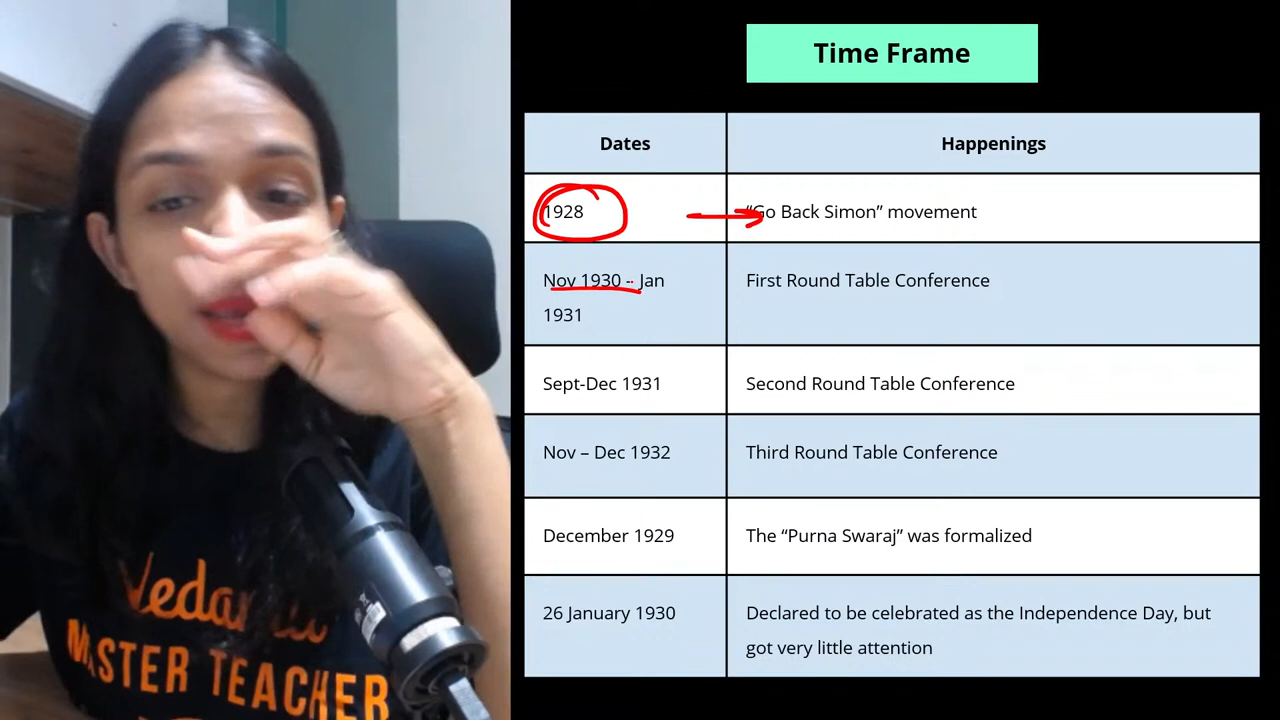 Time Frame
Dates Happenings
1928 “Go Back Simon” movement
Nov 1930 - Jan First Round Table Conference
1931
Sept-Dec 1931 Second Round Table Conference
Nov – Dec 1932 Third Round Table Conference
December 1929 The “Purna Swaraj” was formalized
26 January 1930 Declared to be celebrated as the Independence Day, but
got very little attention
MASTER TEACHER